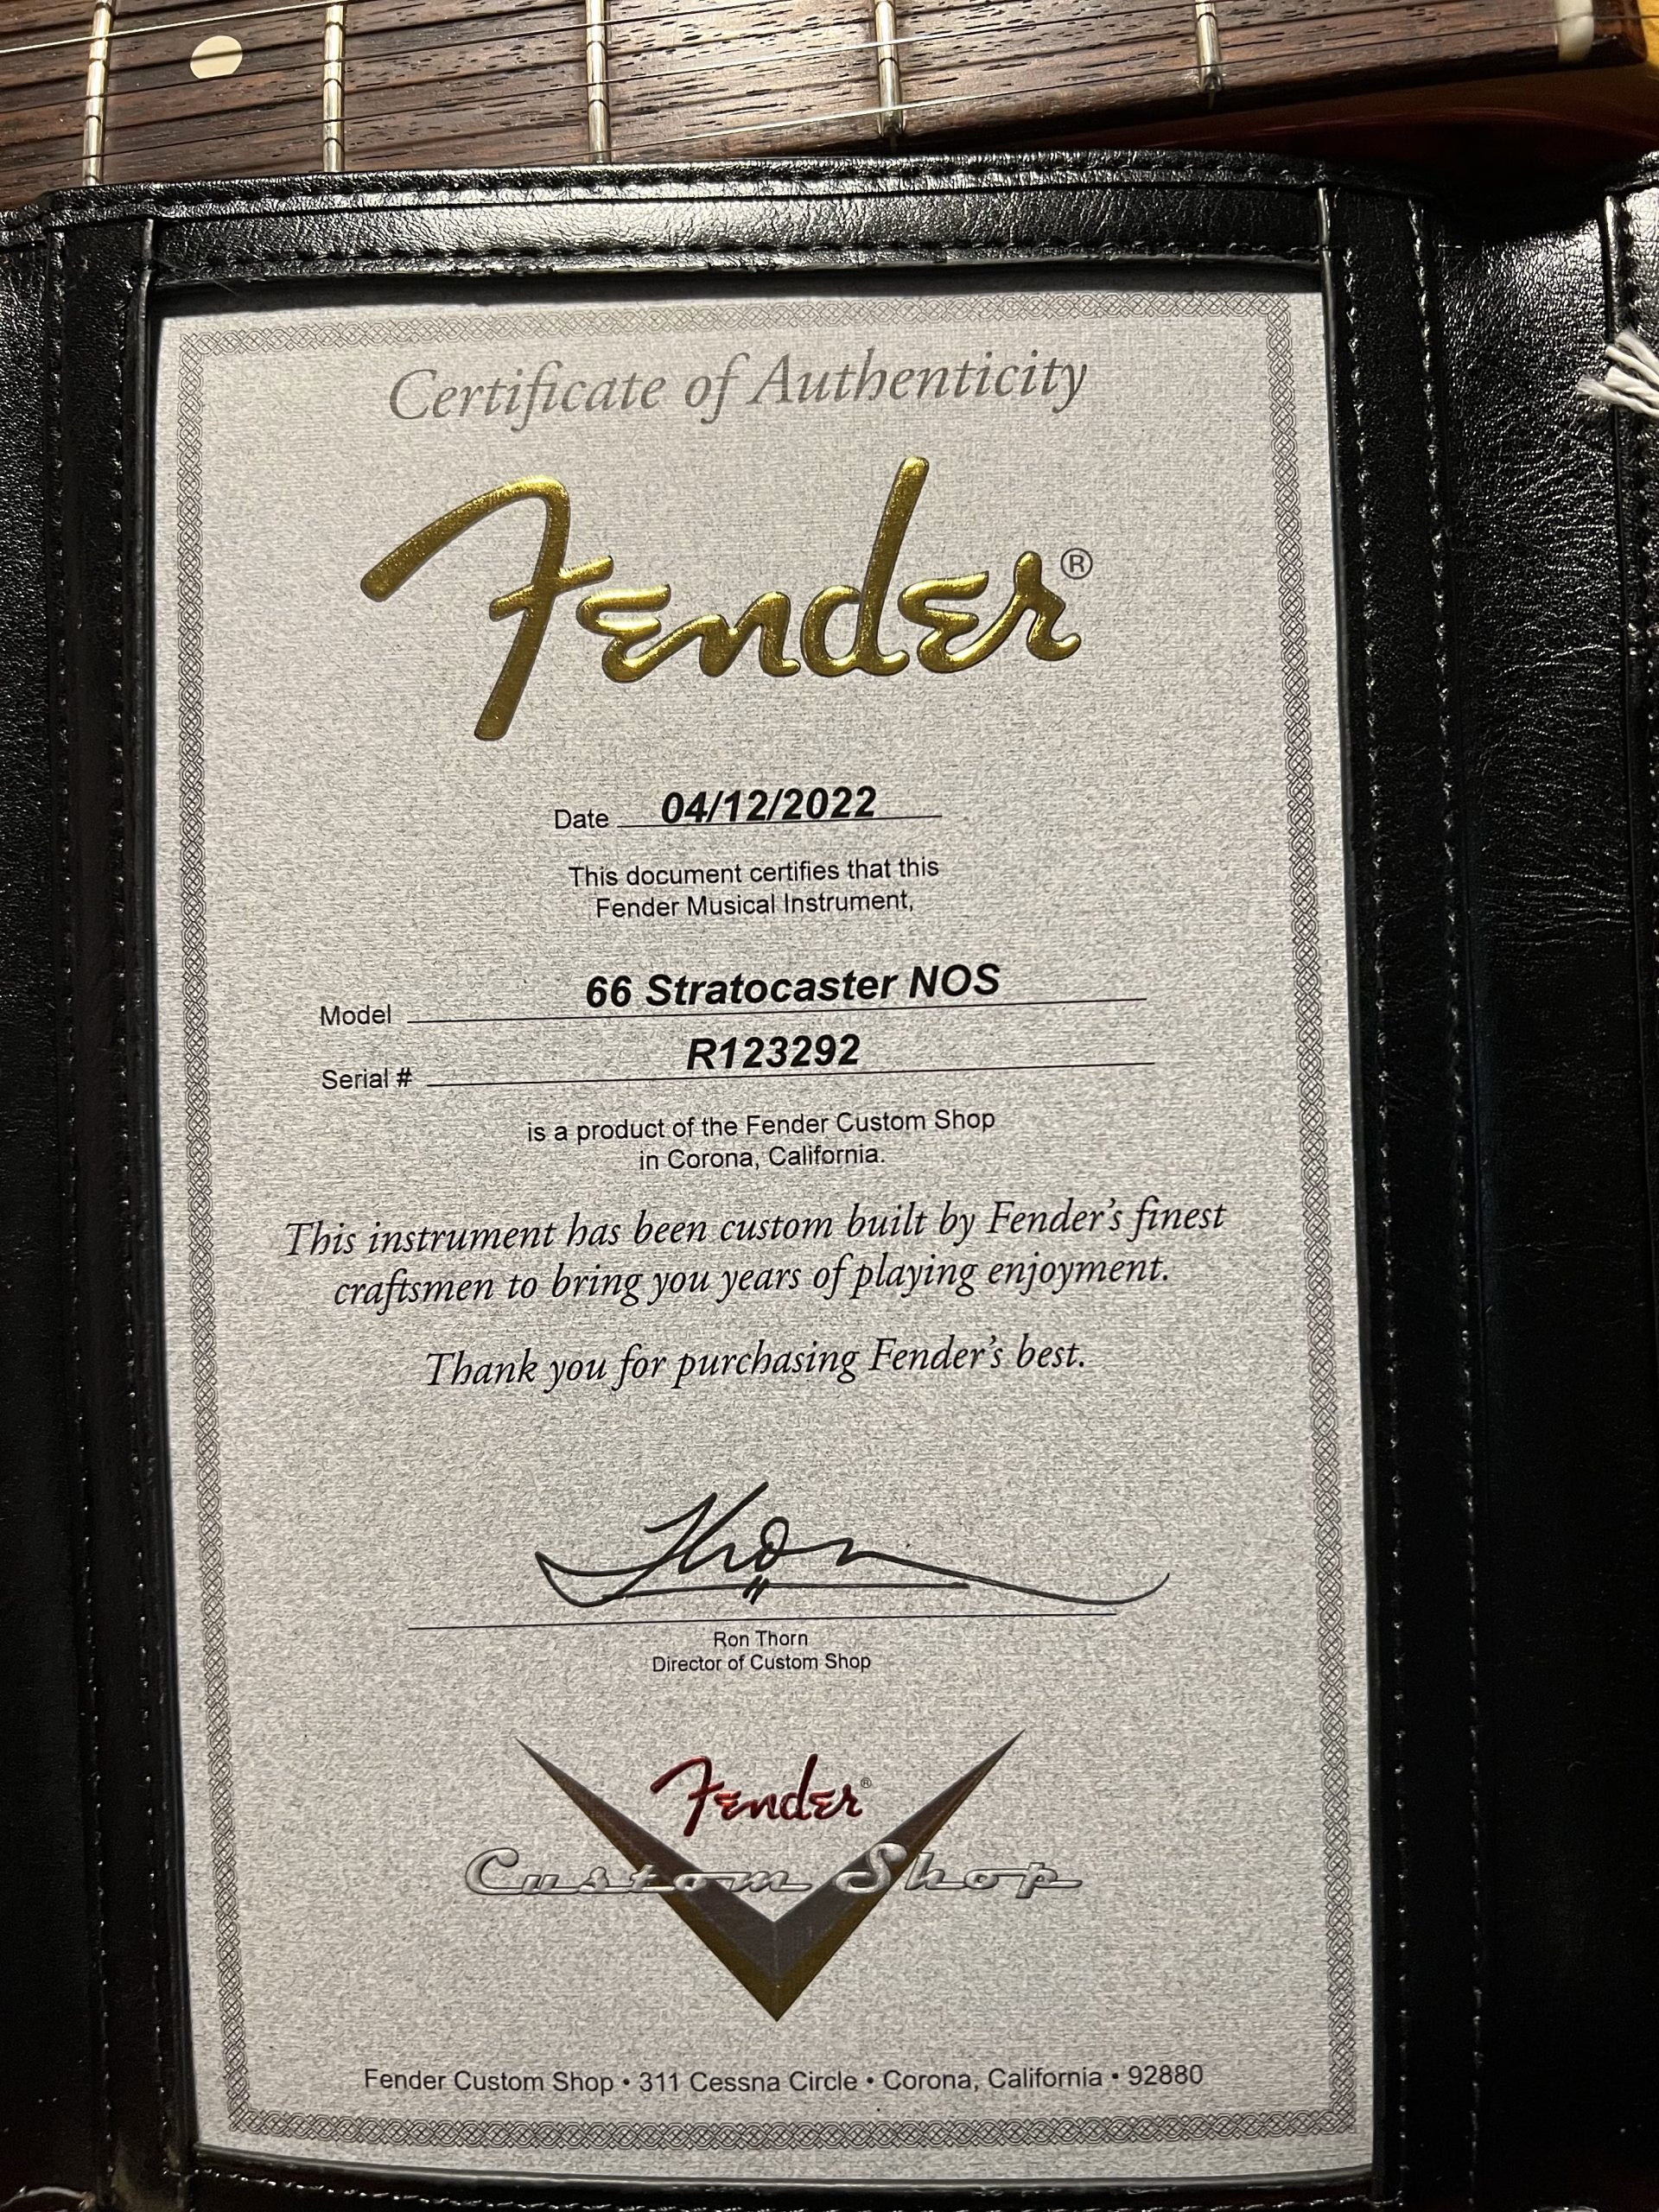 Certificate of Authenticity
Fender®
Date 04/12/2022
This document certifies that this
Fender Musical Instrument,
Model 66 Stratocaster NOS
Serial # R123292
is a product of the Fender Custom Shop
in Corona, California.
This instrument has been custom built by Fender's finest
craftsmen to bring you years of playing enjoyment.
Thank you for purchasing Fender's best.
Thorn
Ron Thorn
Director of Custom Shop
Fender®
Custom Shop
Fender Custom Shop • 311 Cessna Circle • Corona, California • 92880